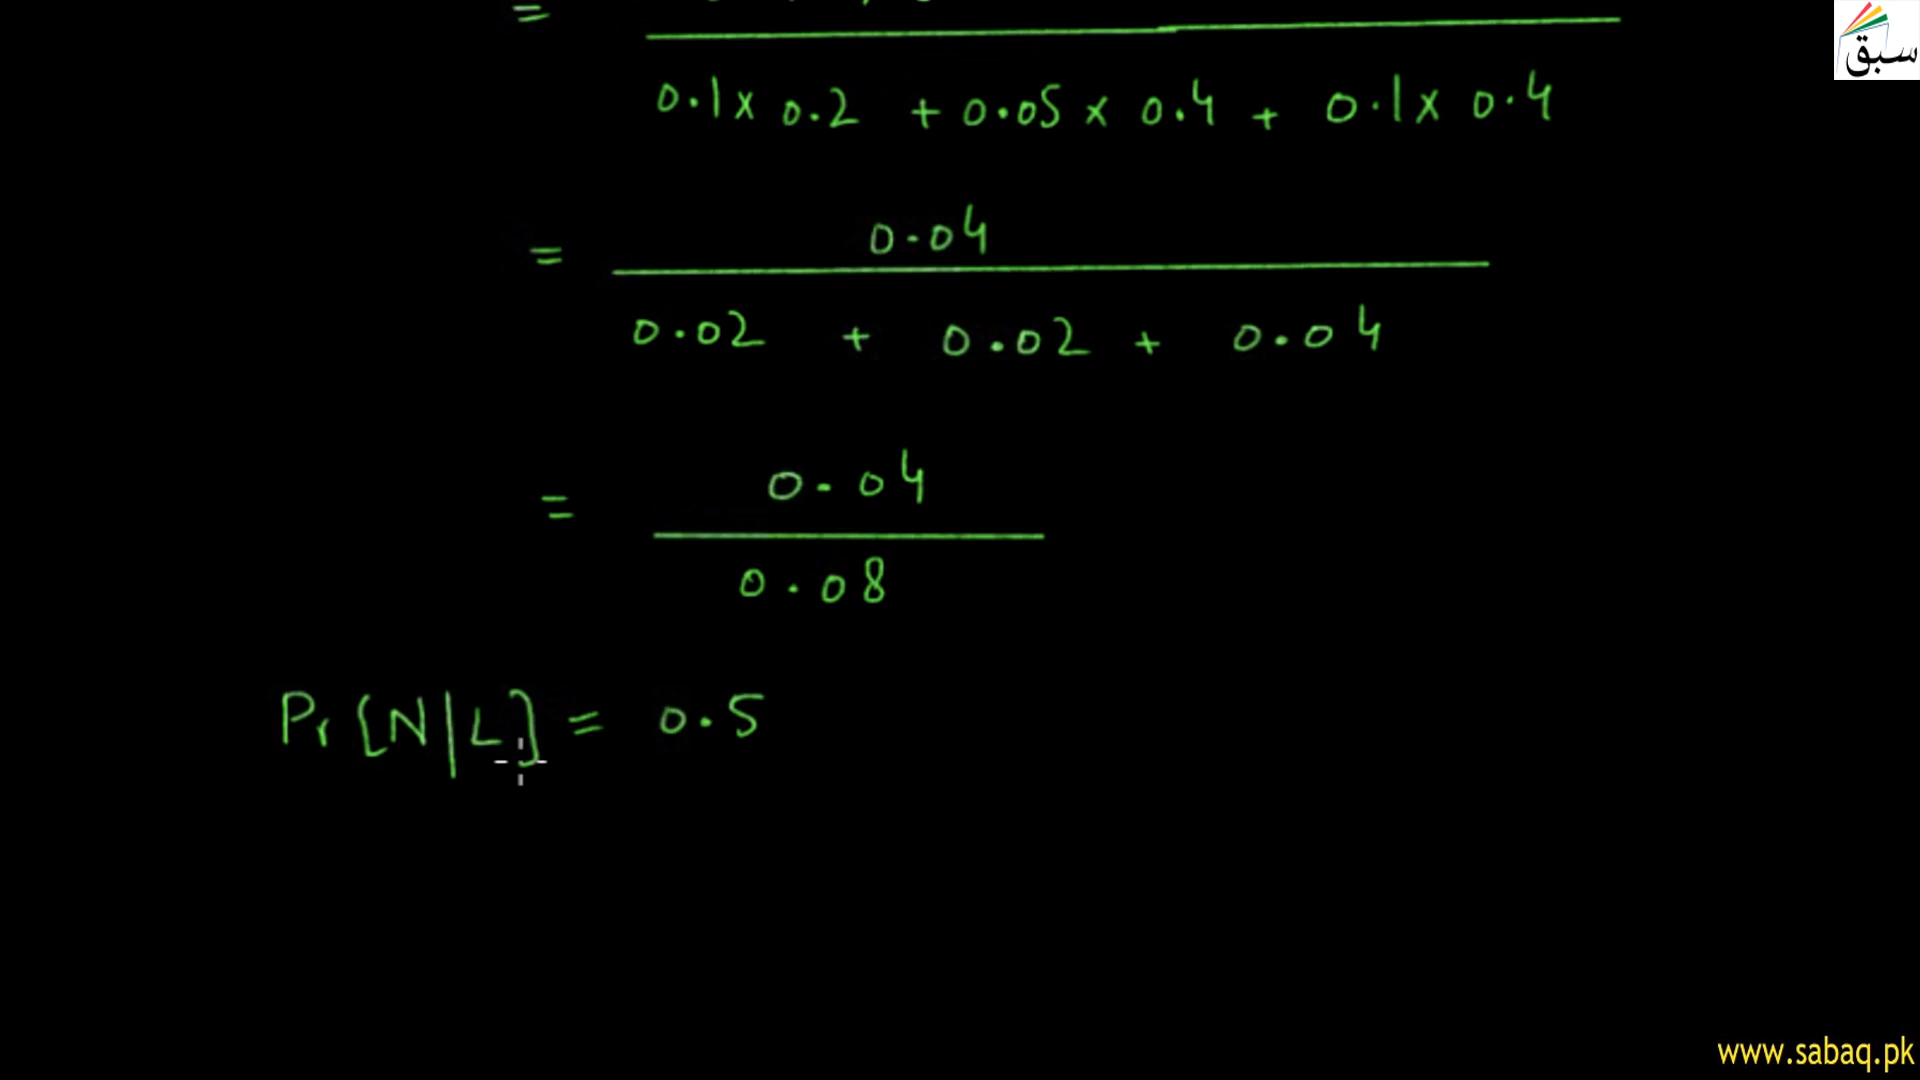 =
سبق
0.1 x 0.2 + 0.05 x 0.4 + 0.1 x 0.4
= 0.04
0.02 + 0.02 + 0.04
= 0.04
0.08
Pr[N|L] = 0.5
www.sabaq.pk